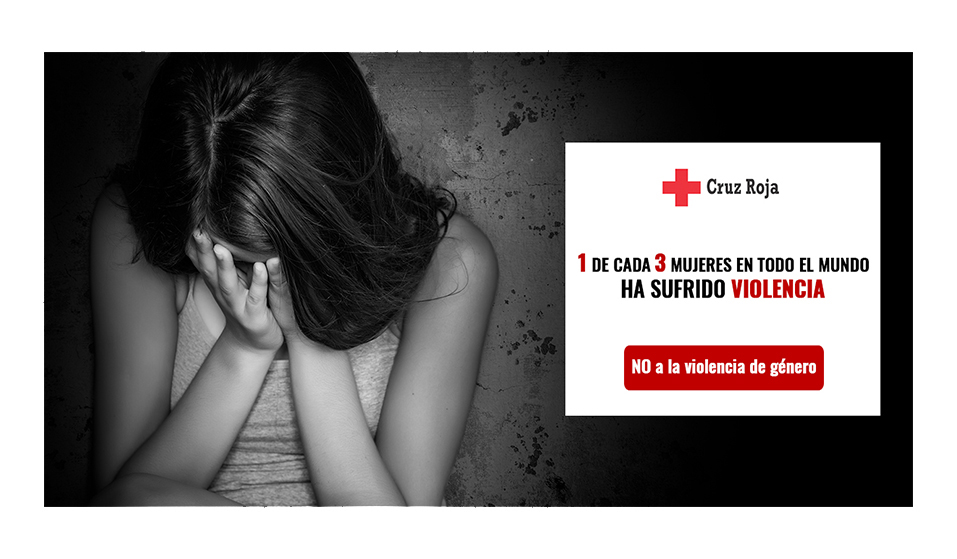 Cruz Roja
1 DE CADA 3 MUJERES EN TODO EL MUNDO
HA SUFRIDO VIOLENCIA
NO a la violencia de género